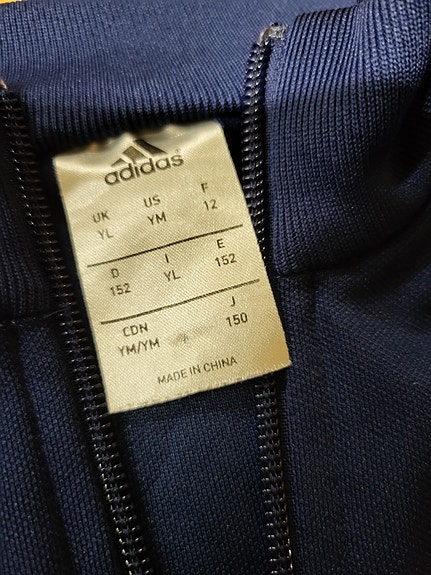 adidas
UK US F
YL YM 12
D I E
152 YL 152
CDN J
YM/YM 150
MADE IN CHINA